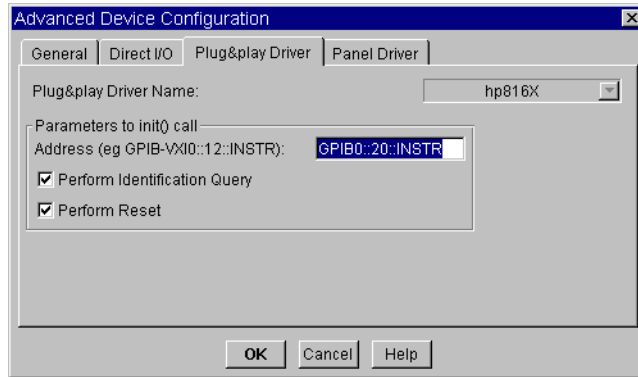 Advanced Device Configuration
General Direct I/O Plug&play Driver Panel Driver
Plug&play Driver Name: hp816X
Parameters to init() call
Address (eg GPIB-VXI0::12::INSTR): GPIB0::20::INSTR
Perform Identification Query
Perform Reset
OK Cancel Help